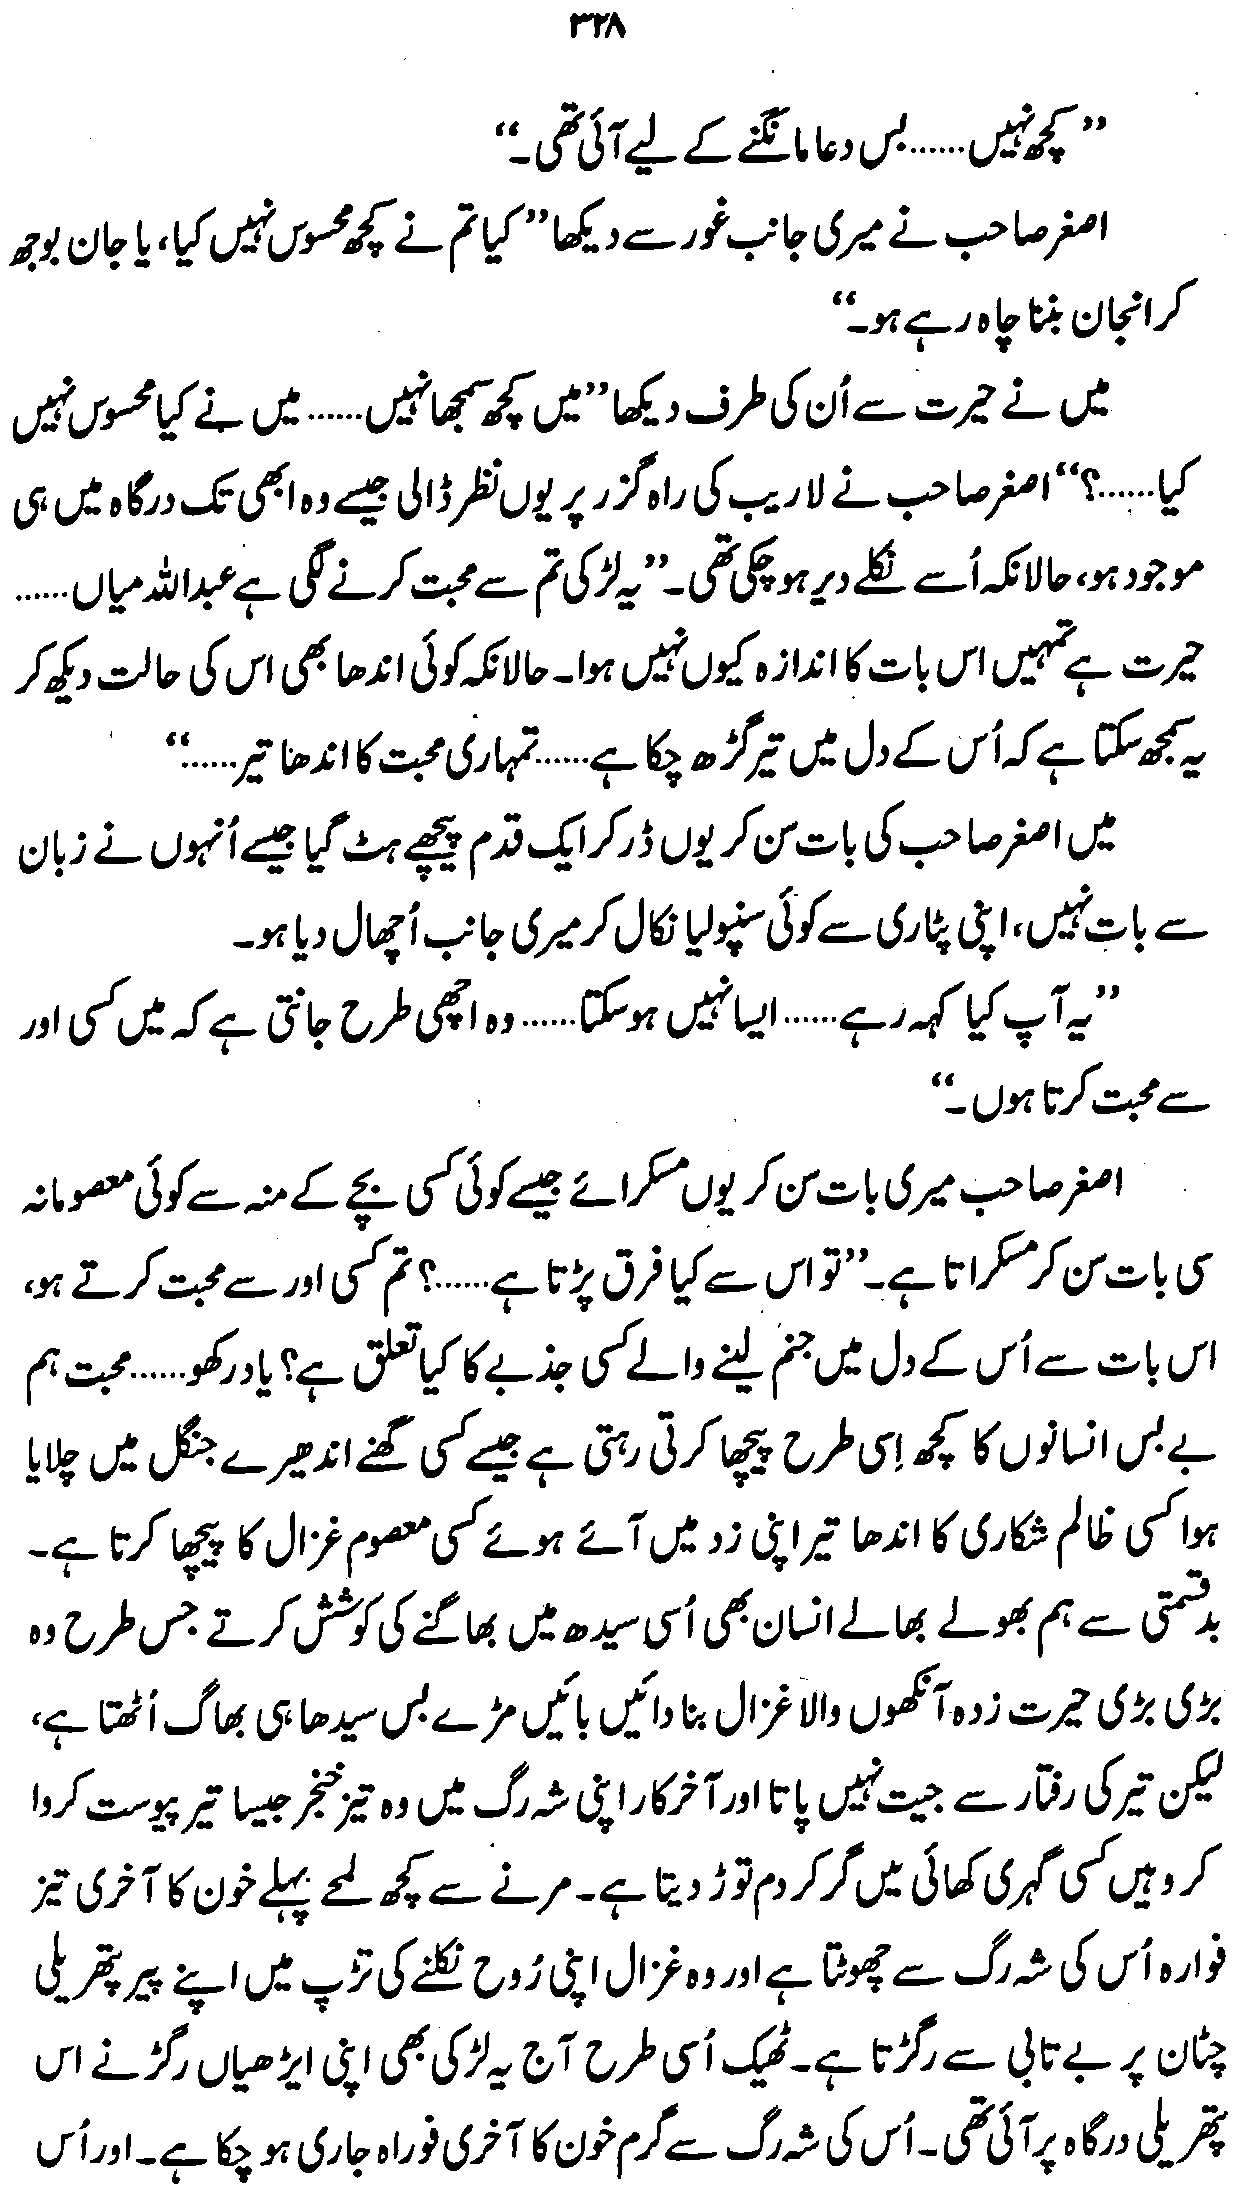 ۳۲۸
”کچھ نہیں……بس دعا مانگنے کے لیے آئی تھی۔“
اصغر صاحب نے میری جانب غور سے دیکھا”کیا تم نے کچھ محسوس نہیں کیا، یا جان بوجھ
کر انجان بننا چاہ رہے ہو۔“
میں نے حیرت سے اُن کی طرف دیکھا”میں کچھ سمجھا نہیں……میں نے کیا محسوس نہیں
کیا……؟“اصغر صاحب نے لاریب کی راہ گزر پر یوں نظر ڈالی جیسے وہ ابھی تک درگاہ میں ہی
موجود ہو، حالانکہ اُسے نکلے دیر ہو چکی تھی۔”یہ لڑکی تم سے محبت کرنے لگی ہے عبداللہ میاں……
حیرت ہے تمہیں اس بات کا اندازہ کیوں نہیں ہوا۔ حالانکہ کوئی اندھا بھی اس کی حالت دیکھ کر
یہ سمجھ سکتا ہے کہ اُس کے دل میں تیر گڑھ چکا ہے……تمہاری محبت کا اندھا تیر……“
میں اصغر صاحب کی بات سن کر یوں ڈر کر ایک قدم پیچھے ہٹ گیا جیسے اُنہوں نے زبان
سے بات نہیں، اپنی پٹاری سے کوئی سنپولیا نکال کر میری جانب اُچھال دیا ہو۔
”یہ آپ کیا کہہ رہے……ایسا نہیں ہو سکتا……وہ اچھی طرح جانتی ہے کہ میں کسی اور
سے محبت کرتا ہوں۔“
اصغر صاحب میری بات سن کر یوں مسکرائے جیسے کوئی کسی بچے کے منہ سے کوئی معصومانہ
سی بات سن کر مسکراتا ہے۔”تو اس سے کیا فرق پڑتا ہے……؟ تم کسی اور سے محبت کرتے ہو،
اس بات سے اُس کے دل میں جنم لینے والے کسی جذبے کا کیا تعلق ہے؟ یاد رکھو……محبت ہم
بے بس انسانوں کا کچھ اِسی طرح پیچھا کرتی رہتی ہے جیسے کسی گھنے اندھیرے جنگل میں چلایا
ہوا کسی ظالم شکاری کا اندھا تیر اپنی زد میں آئے ہوئے کسی معصوم غزال کا پیچھا کرتا ہے۔
بدقسمتی سے ہم بھولے بھالے انسان بھی اُسی سیدھ میں بھاگنے کی کوشش کرتے جس طرح وہ
بڑی بڑی حیرت زدہ آنکھوں والا غزال بنا دائیں بائیں مڑے بس سیدھا ہی بھاگ اُٹھتا ہے،
لیکن تیر کی رفتار سے جیت نہیں پاتا اور آخر کار اپنی شہ رگ میں وہ تیز خنجر جیسا تیر پیوست کروا
کر وہیں کسی گہری کھائی میں گر کر دم توڑ دیتا ہے۔ مرنے سے کچھ لمحے پہلے خون کا آخری تیز
فوارہ اُس کی شہ رگ سے چھوٹتا ہے اور وہ غزال اپنی رُوح نکلنے کی تڑپ میں اپنے پیر پتھریلی
چٹان پر بے تابی سے رگڑتا ہے۔ ٹھیک اُسی طرح آج یہ لڑکی بھی اپنی ایڑھیاں رگڑنے اس
پتھریلی درگاہ پر آئی تھی۔ اُس کی شہ رگ سے گرم خون کا آخری فوراہ جاری ہو چکا ہے۔ اور اُس